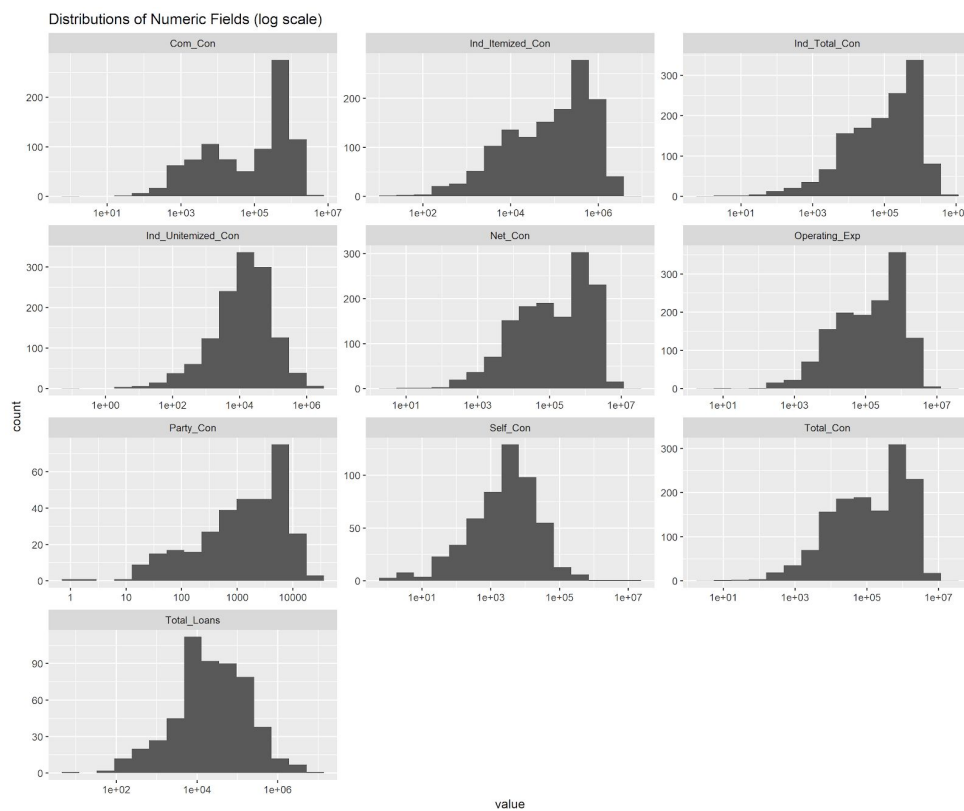 Distributions of Numeric Fields (log scale)
Com_Con
Ind_Itemized_Con
Ind_Total_Con
200
100
0
1e+01
1e+03
1e+05
1e+07
200
100
0
1e+02
1e+04
1e+06
300
200
100
0
1e+01
1e+03
1e+05
Ind_Unitemized_Con
Net_Con
Operating_Exp
300
200
100
0
1e+00
1e+02
1e+04
1e+06
300
200
100
0
1e+01
1e+03
1e+05
1e+07
300
200
100
0
1e+01
1e+03
1e+05
1e+07
count
Party_Con
Self_Con
Total_Con
60
40
20
0
1
10
100
1000
10000
100
50
0
1e+01
1e+03
1e+05
1e+07
300
200
100
0
1e+01
1e+03
1e+05
1e+07
Total_Loans
90
60
30
0
1e+02
1e+04
1e+06
value